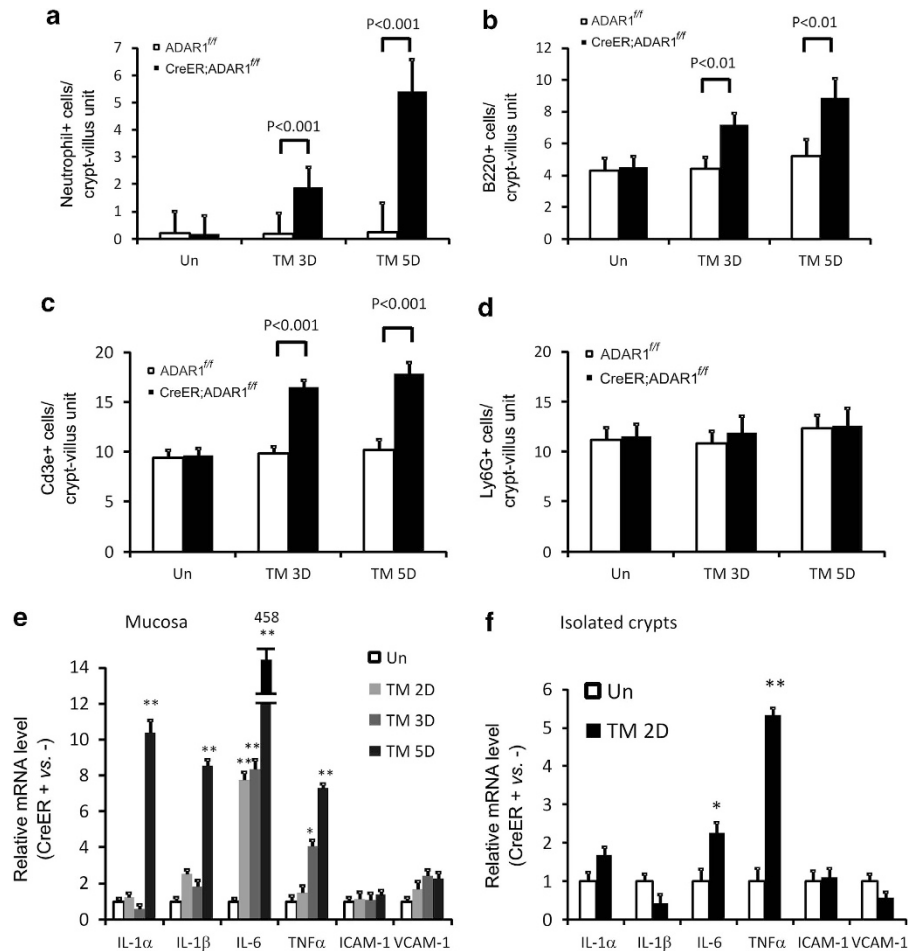 a
Neutrophil+ cells/
crypt-villus unit
7
6
5
4
3
2
1
0
ADAR1f/f
CreER;ADAR1f/f
P<0.001
P<0.001
Un
TM 3D
TM 5D
b
B220+ cells/
crypt-villus unit
12
10
8
6
4
2
0
ADAR1f/f
CreER;ADAR1f/f
P<0.01
P<0.01
Un
TM 3D
TM 5D
c
Cd3e+ cells/
crypt-villus unit
20
15
10
5
0
ADAR1f/f
CreER;ADAR1f/f
P<0.001
P<0.001
Un
TM 3D
TM 5D
d
Ly6G+ cells/
crypt-villus unit
20
15
10
5
0
ADAR1f/f
CreER;ADAR1f/f
Un
TM 3D
TM 5D
e
Mucosa
Relative mRNA level
(CreER + vs. -)
14
12
10
8
6
4
2
0
458
**
**
**
**
**
*
**
Un
TM 2D
TM 3D
TM 5D
IL-1α
IL-1β
IL-6
TNFα
ICAM-1
VCAM-1
f
Isolated crypts
Relative mRNA level
(CreER + vs. -)
6
5
4
3
2
1
0
Un
TM 2D
*
**
IL-1α
IL-1β
IL-6
TNFα
ICAM-1
VCAM-1